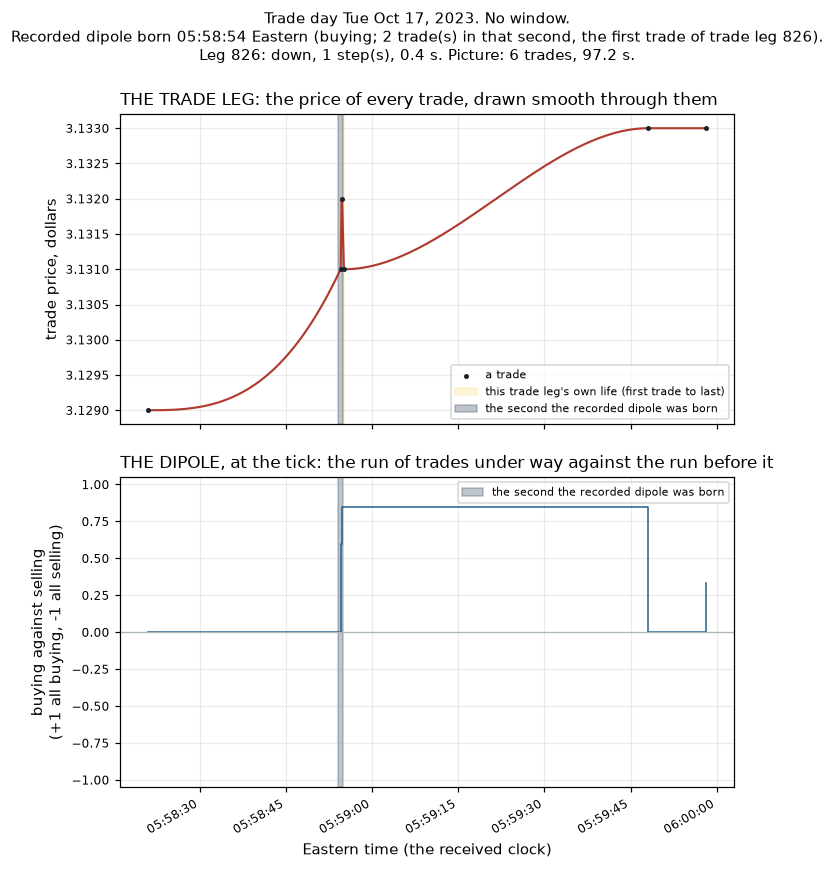 Trade day Tue Oct 17, 2023. No window.
Recorded dipole born 05:58:54 Eastern (buying; 2 trade(s) in that second, the first trade of trade leg 826).
Leg 826: down, 1 step(s), 0.4 s. Picture: 6 trades, 97.2 s.
THE TRADE LEG: the price of every trade, drawn smooth through them
trade price, dollars
3.1330
3.1325
3.1320
3.1315
3.1310
3.1305
3.1300
3.1295
3.1290
a trade
this trade leg's own life (first trade to last)
the second the recorded dipole was born
THE DIPOLE, at the tick: the run of trades under way against the run before it
buying against selling
(+1 all buying, -1 all selling)
1.00
0.75
0.50
0.25
0.00
−0.25
−0.50
−0.75
−1.00
the second the recorded dipole was born
05:58:30
05:58:45
05:59:00
05:59:15
05:59:30
05:59:45
06:00:00
Eastern time (the received clock)